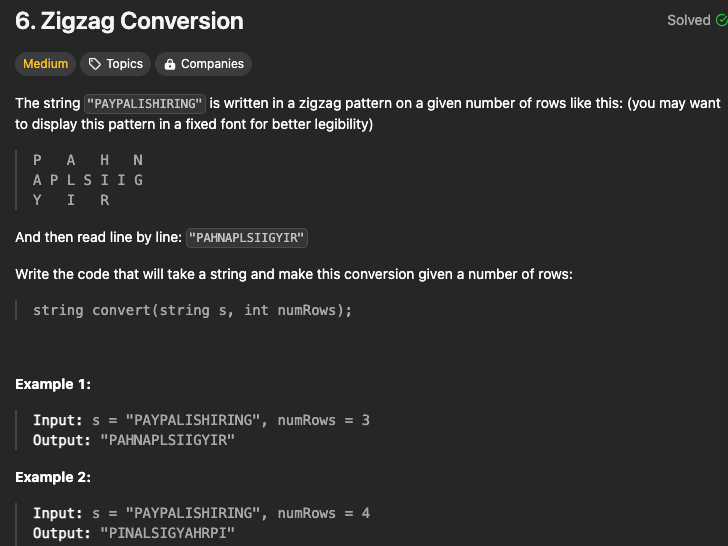 6. Zigzag Conversion
Solved
Medium Topics Companies
The string "PAYPALISHIRING" is written in a zigzag pattern on a given number of rows like this: (you may want
to display this pattern in a fixed font for better legibility)
P   A   H   N
A P L S I I G
Y   I   R
And then read line by line: "PAHNAPLSIIGYIR"
Write the code that will take a string and make this conversion given a number of rows:
string convert(string s, int numRows);
Example 1:
Input: s = "PAYPALISHIRING", numRows = 3
Output: "PAHNAPLSIIGYIR"
Example 2:
Input: s = "PAYPALISHIRING", numRows = 4
Output: "PINALSIGYAHRPI"